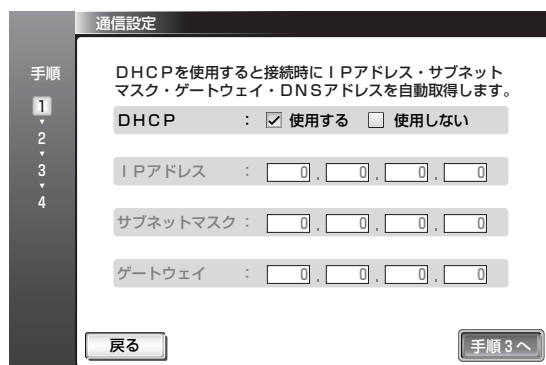 通信設定
手順
1
2
3
4
DHCPを使用すると接続時にIPアドレス・サブネット
マスク・ゲートウェイ・DNSアドレスを自動取得します。
DHCP : 使用する 使用しない
IPアドレス : 0 . 0 . 0 . 0
サブネットマスク : 0 . 0 . 0 . 0
ゲートウェイ : 0 . 0 . 0 . 0
戻る
手順3へ